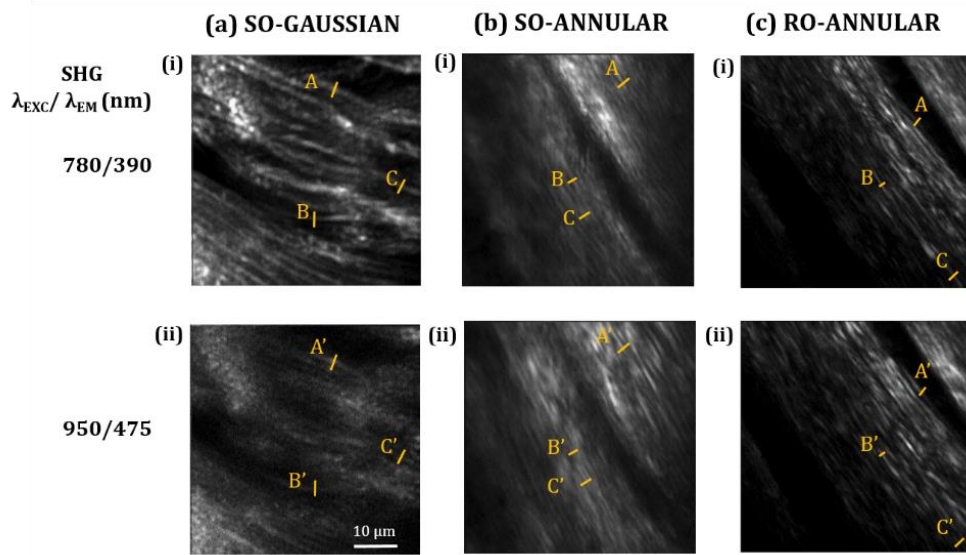 (a) SO-GAUSSIAN
(b) SO-ANNULAR
(c) RO-ANNULAR
SHG
λEXC/ λEM (nm)
780/390
(i)
A
B
C
(i)
A
B
C
(i)
A
B
C
950/475
(ii)
A’
B’
C’
10 μm
(ii)
A’
B’
C’
(ii)
A’
B’
C’